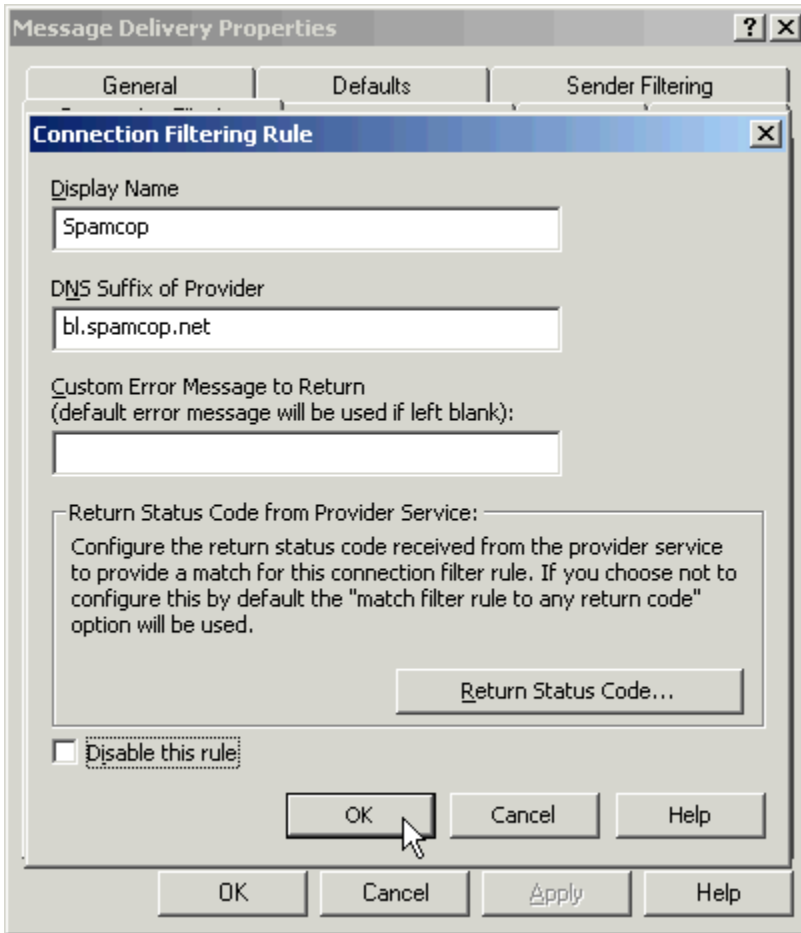 Message Delivery Properties
General
Defaults
Sender Filtering
Connection Filtering Rule
Display Name
Spamcop
DNS Suffix of Provider
bl.spamcop.net
Custom Error Message to Return
(default error message will be used if left blank):
Return Status Code from Provider Service:
Configure the return status code received from the provider service
to provide a match for this connection filter rule. If you choose not to
configure this by default the "match filter rule to any return code"
option will be used.
Return Status Code...
Disable this rule
OK
Cancel
Help
OK
Cancel
Apply
Help